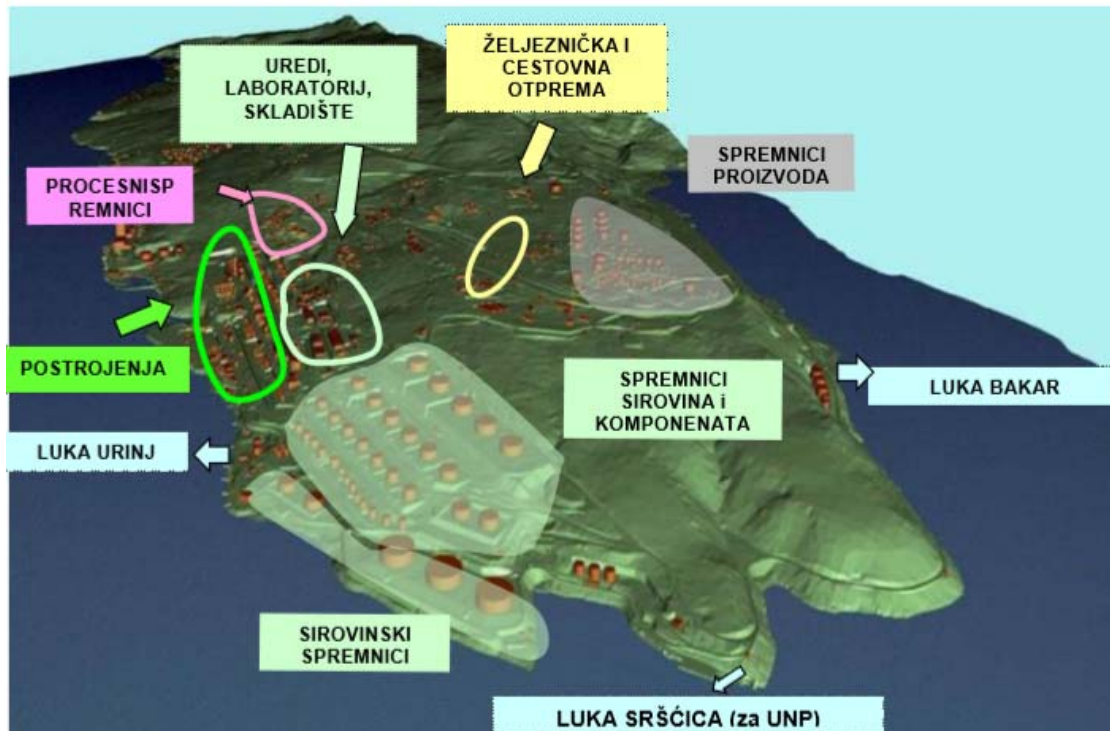 ŽELJEZNIČKA I
CESTOVNA
OTPREMA
UREDI,
LABORATORIJ,
SKLADIŠTE
SPREMNICI
PROIZVODA
PROCESNISP
REMNICI
POSTROJENJA
SPREMNICI
SIROVINA i
KOMPONENATA
LUKA BAKAR
LUKA URINJ
SIROVINSKI
SPREMNICI
LUKA SRŠĆICA (za UNP)